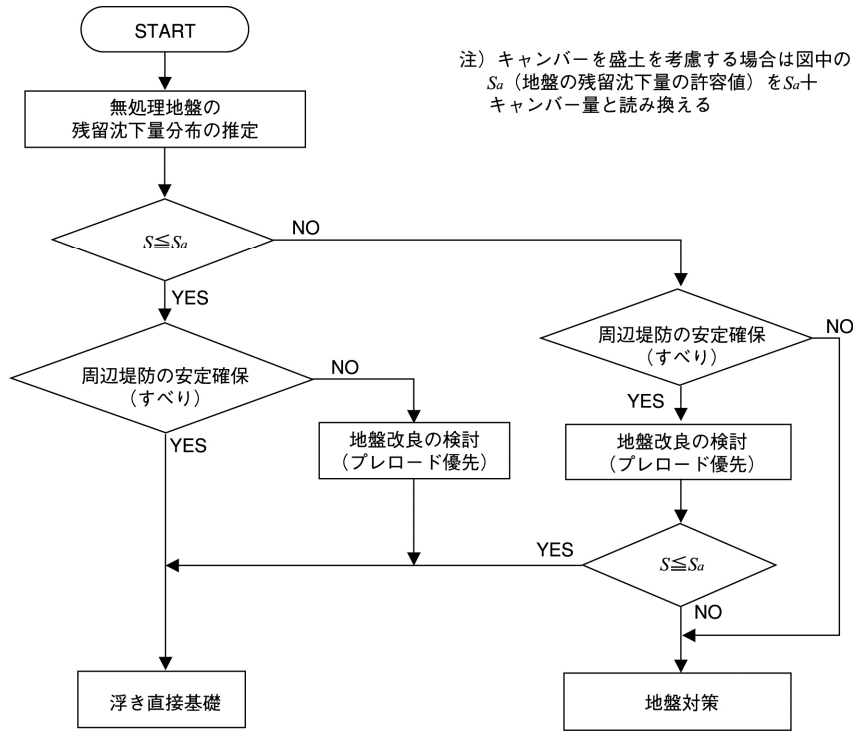 START
注）キャンバーを盛土を考慮する場合は図中の
Sa（地盤の残留沈下量の許容値）をSa＋
キャンバー量と読み換える
無処理地盤の
残留沈下量分布の推定
S≦Sa
NO
YES
周辺堤防の安定確保
（すべり）
NO
YES
周辺堤防の安定確保
（すべり）
NO
YES
地盤改良の検討
（プレロード優先）
地盤改良の検討
（プレロード優先）
S≦Sa
YES
NO
浮き直接基礎
地盤対策